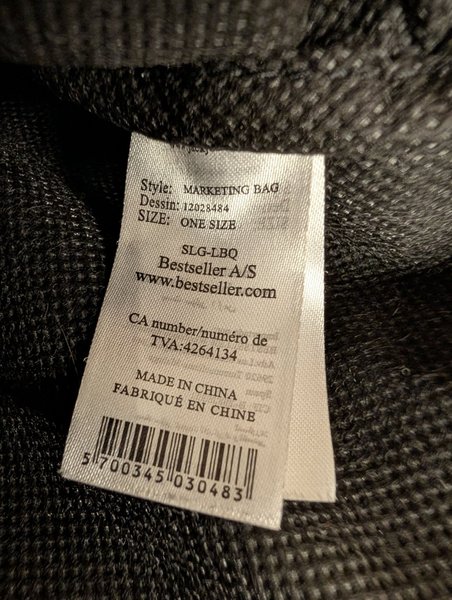 Style: MARKETING BAG
Dessin: 12028484
SIZE: ONE SIZE
SLG-LBQ
Bestseller A/S
www.bestseller.com
CA number/numéro de
TVA:4264134
MADE IN CHINA
FABRIQUÉ EN CHINE
5 700345 030483